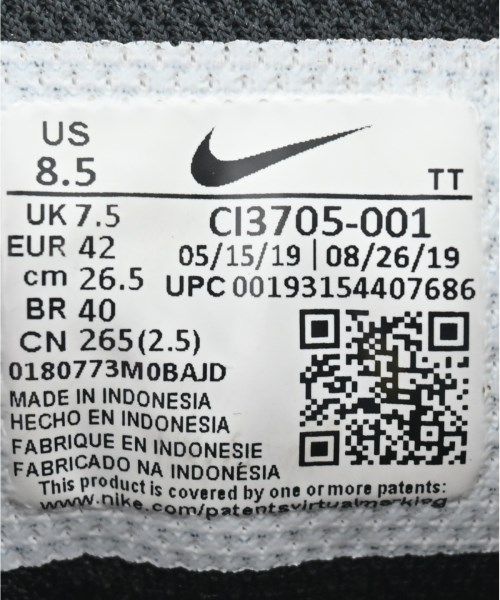 US
8.5
TT
UK 7.5
EUR 42
cm 26.5
BR 40
CN 265(2.5)
CI3705-001
05/15/19 | 08/26/19
UPC 00193154407686
0180773M0BAJD
MADE IN INDONESIA
HECHO EN INDONESIA
FABRIQUE EN INDONESIE
FABRICADO NA INDONÉSIA
This product is covered by one or more patents:
www.nike.com/patentsvirtualmarking